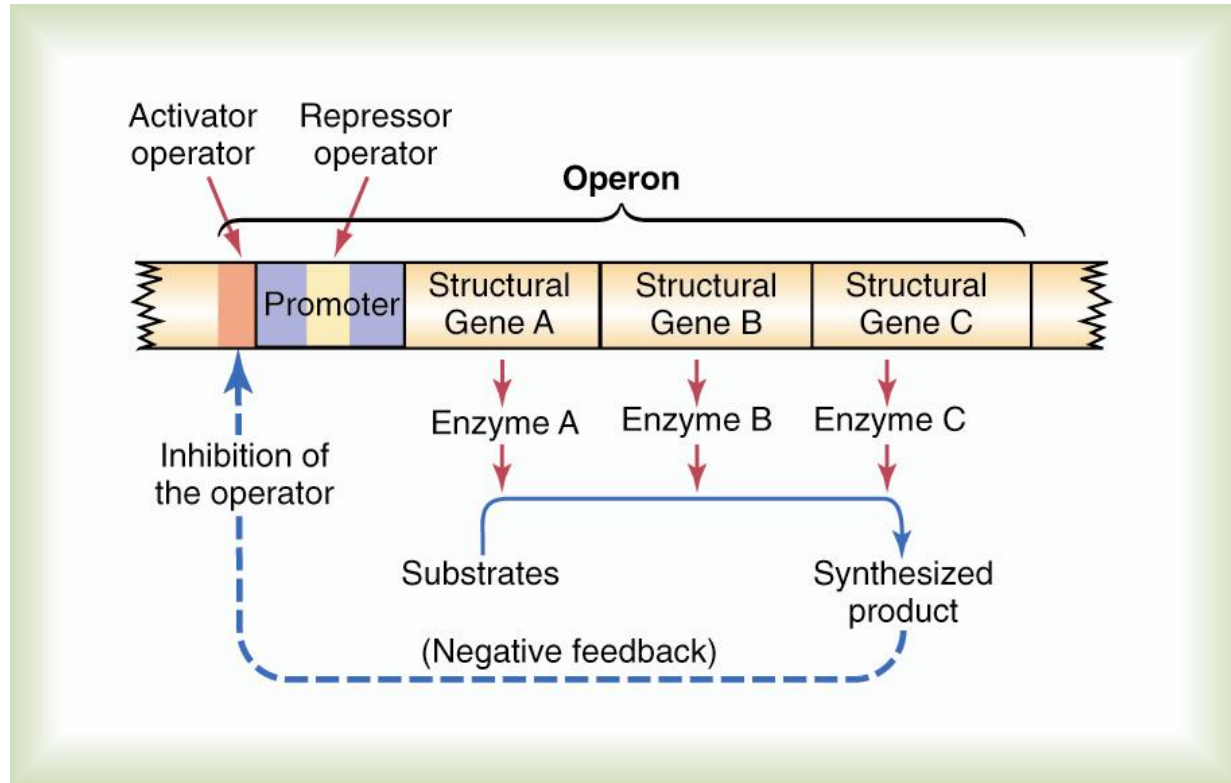 Activator
operator
Repressor
operator
Operon
Promoter
Structural
Gene A
Structural
Gene B
Structural
Gene C
Enzyme A
Enzyme B
Enzyme C
Inhibition of
the operator
Substrates
Synthesized
product
(Negative feedback)